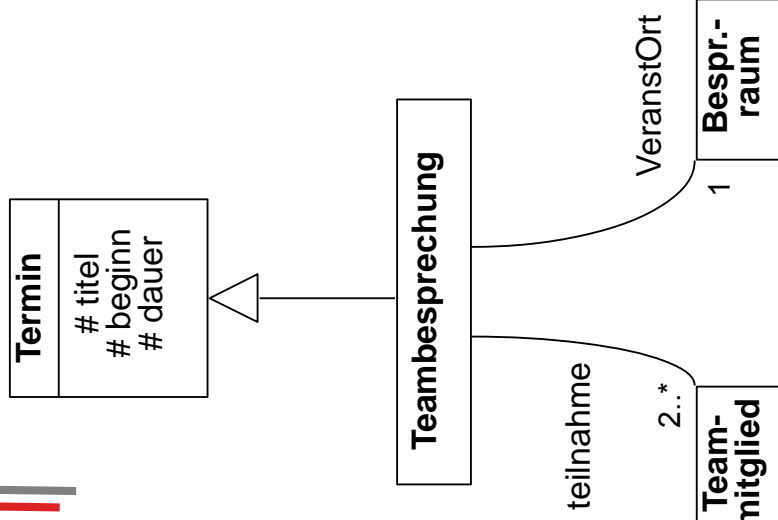 Termin
# titel
# beginn
# dauer
Teambesprechung
teilnahme
2..*
Team-
mitglied
VeranstOrt
1
Bespr.-
raum